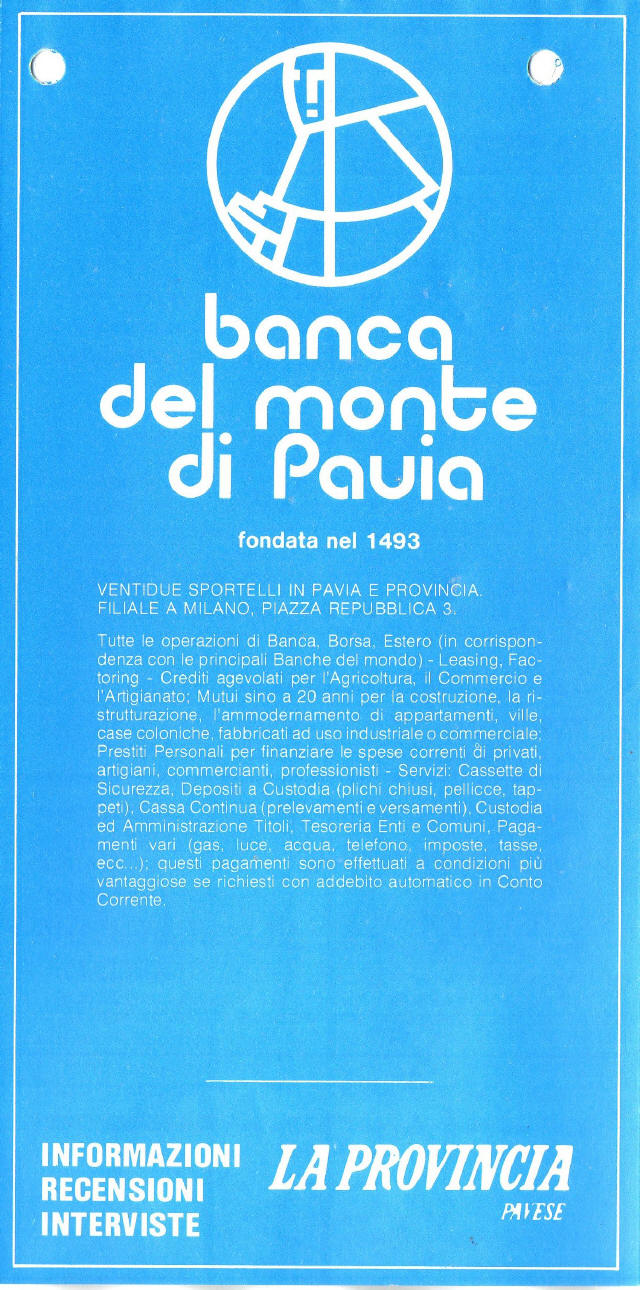 banca
del monte
di Pavia
fondata nel 1493
VENTIDUE SPORTELLI IN PAVIA E PROVINCIA.
FILIALE A MILANO, PIAZZA REPUBBLICA 3.
Tutte le operazioni di Banca, Borsa, Estero (in corrispon-
denza con le principali Banche del mondo) - Leasing, Fac-
toring - Crediti agevolati per l'Agricoltura, il Commercio e
l'Artigianato; Mutui sino a 20 anni per la costruzione, la ri-
strutturazione, l'ammodernamento di appartamenti, ville,
case coloniche, fabbricati ad uso industriale o commerciale;
Prestiti Personali per finanziare le spese correnti di privati,
artigiani, commercianti, professionisti - Servizi: Cassette di
Sicurezza, Depositi a Custodia (plichi chiusi, pellicce, tap-
peti), Cassa Continua (prelevamenti e versamenti), Custodia
ed Amministrazione Titoli, Tesoreria Enti e Comuni, Paga-
menti vari (gas, luce, acqua, telefono, imposte, tasse,
ecc...); questi pagamenti sono effettuati a condizioni più
vantaggiose se richiesti con addebito automatico in Conto
Corrente.
INFORMAZIONI
RECENSIONI
INTERVISTE
LA PROVINCIA
PAVESE